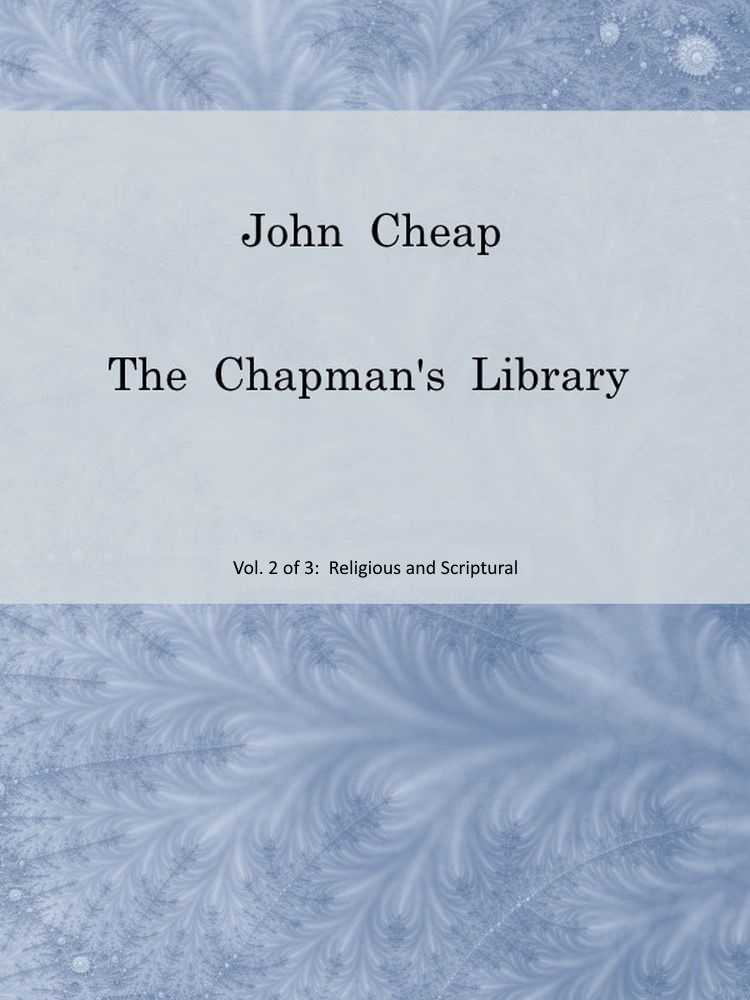 John Cheap
The Chapman's Library
Vol. 2 of 3: Religious and Scriptural